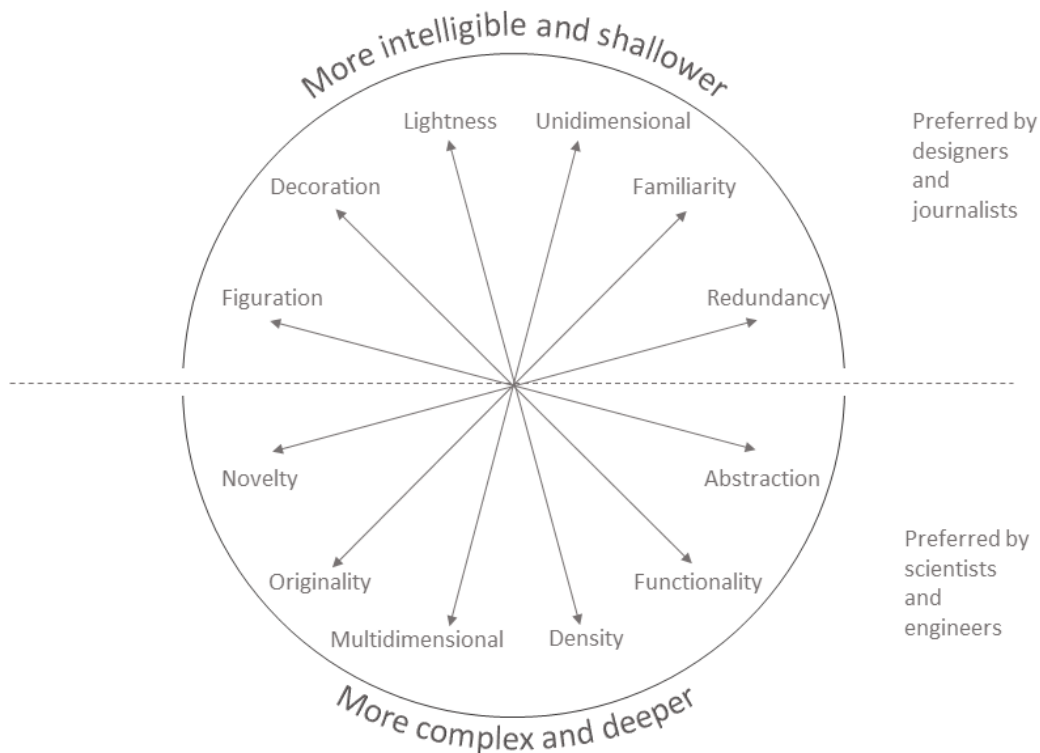 More intelligible and shallower
Lightness
Unidimensional
Preferred by
designers
and
journalists
Decoration
Familiarity
Figuration
Redundancy
Novelty
Abstraction
Preferred by
scientists
and
engineers
Originality
Functionality
Multidimensional
Density
More complex and deeper